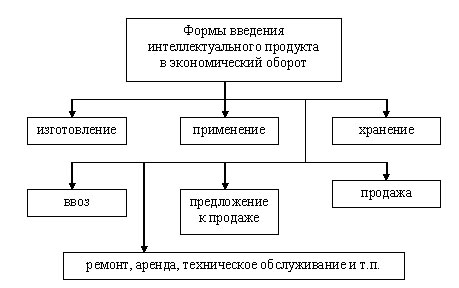 Формы введения
интеллектуального продукта
в экономический оборот
изготовление
применение
хранение
ввоз
предложение
к продаже
продажа
ремонт, аренда, техническое обслуживание и т.п.